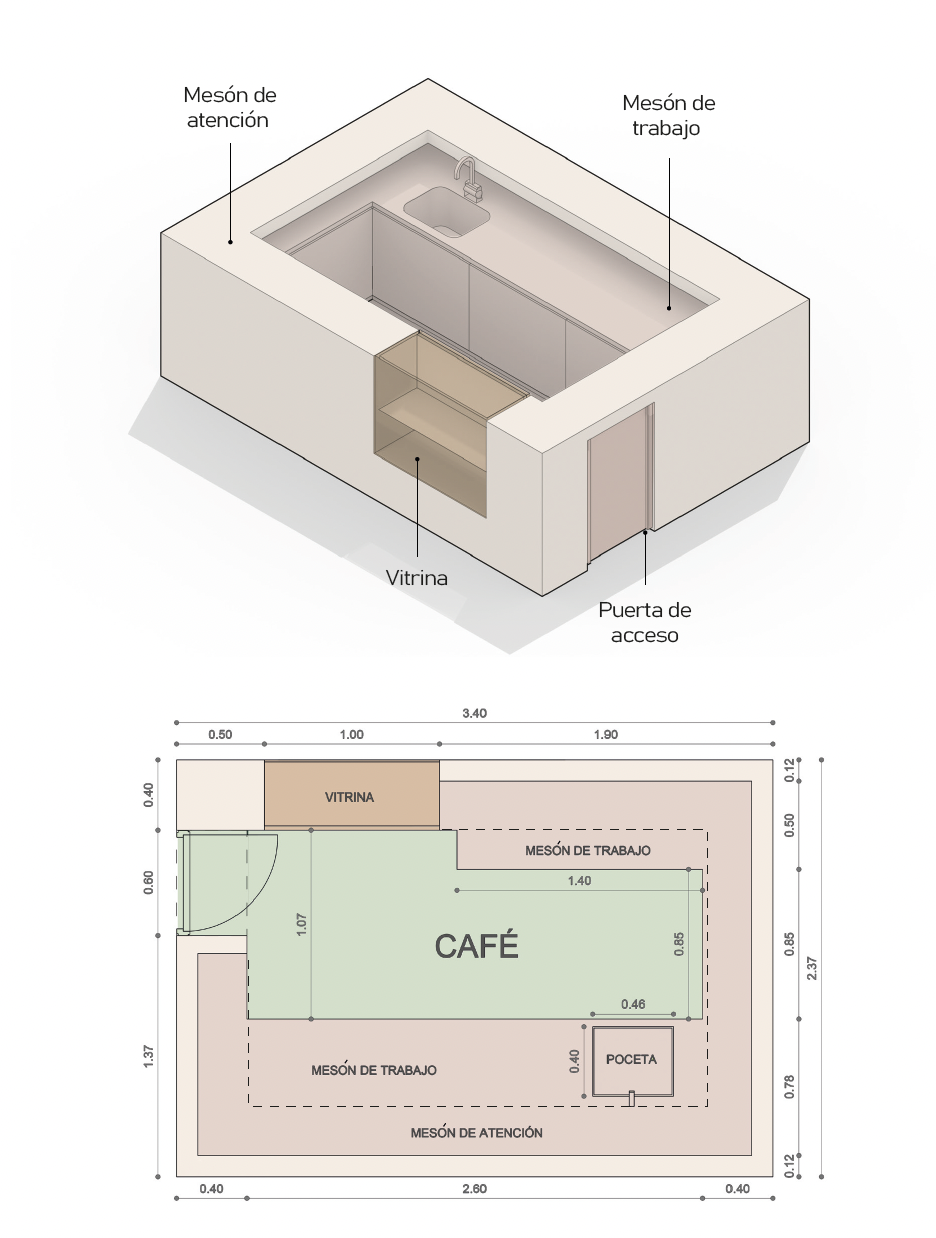 Mesón de
atención
Mesón de
trabajo
Vitrina
Puerta de
acceso
3.40
0.50
1.00
1.90
0.40
0.60
1.37
VITRINA
MESÓN DE TRABAJO
1.40
1.07
CAFÉ
0.85
0.46
0.40
POCETA
MESÓN DE TRABAJO
MESÓN DE ATENCIÓN
0.12
0.50
0.85
0.78
0.12
2.37
0.40
2.60
0.40